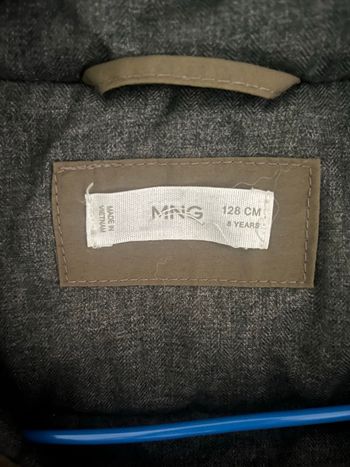 MADE IN
VIETNAM
MNG
128 CM
8 YEARS